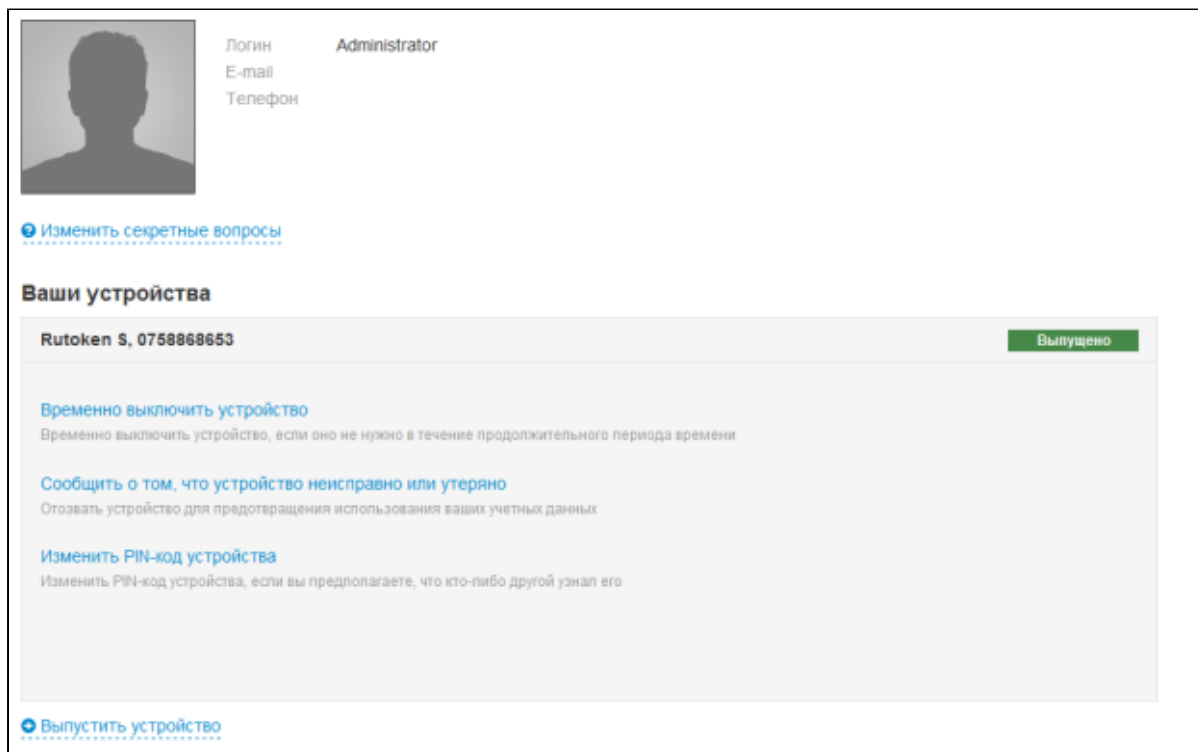 Логин Administrator
E-mail
Телефон
Изменить секретные вопросы
Ваши устройства
Rutoken S, 0758868653 Выпущено
Временно выключить устройство
Временно выключить устройство, если оно не нужно в течение продолжительного периода времени
Сообщить о том, что устройство неисправно или утеряно
Отозвать устройство для предотвращения использования ваших учетных данных
Изменить PIN-код устройства
Изменить PIN-код устройства, если вы предполагаете, что кто-либо другой узнал его
Выпустить устройство